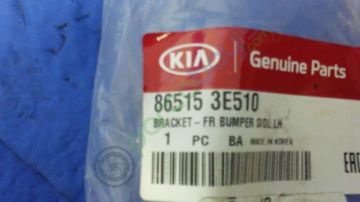 KIA
Genuine Parts
86515 3E510
BRACKET-FR BUMPER SIDE,LH
1 PC BA MADE IN KOREA